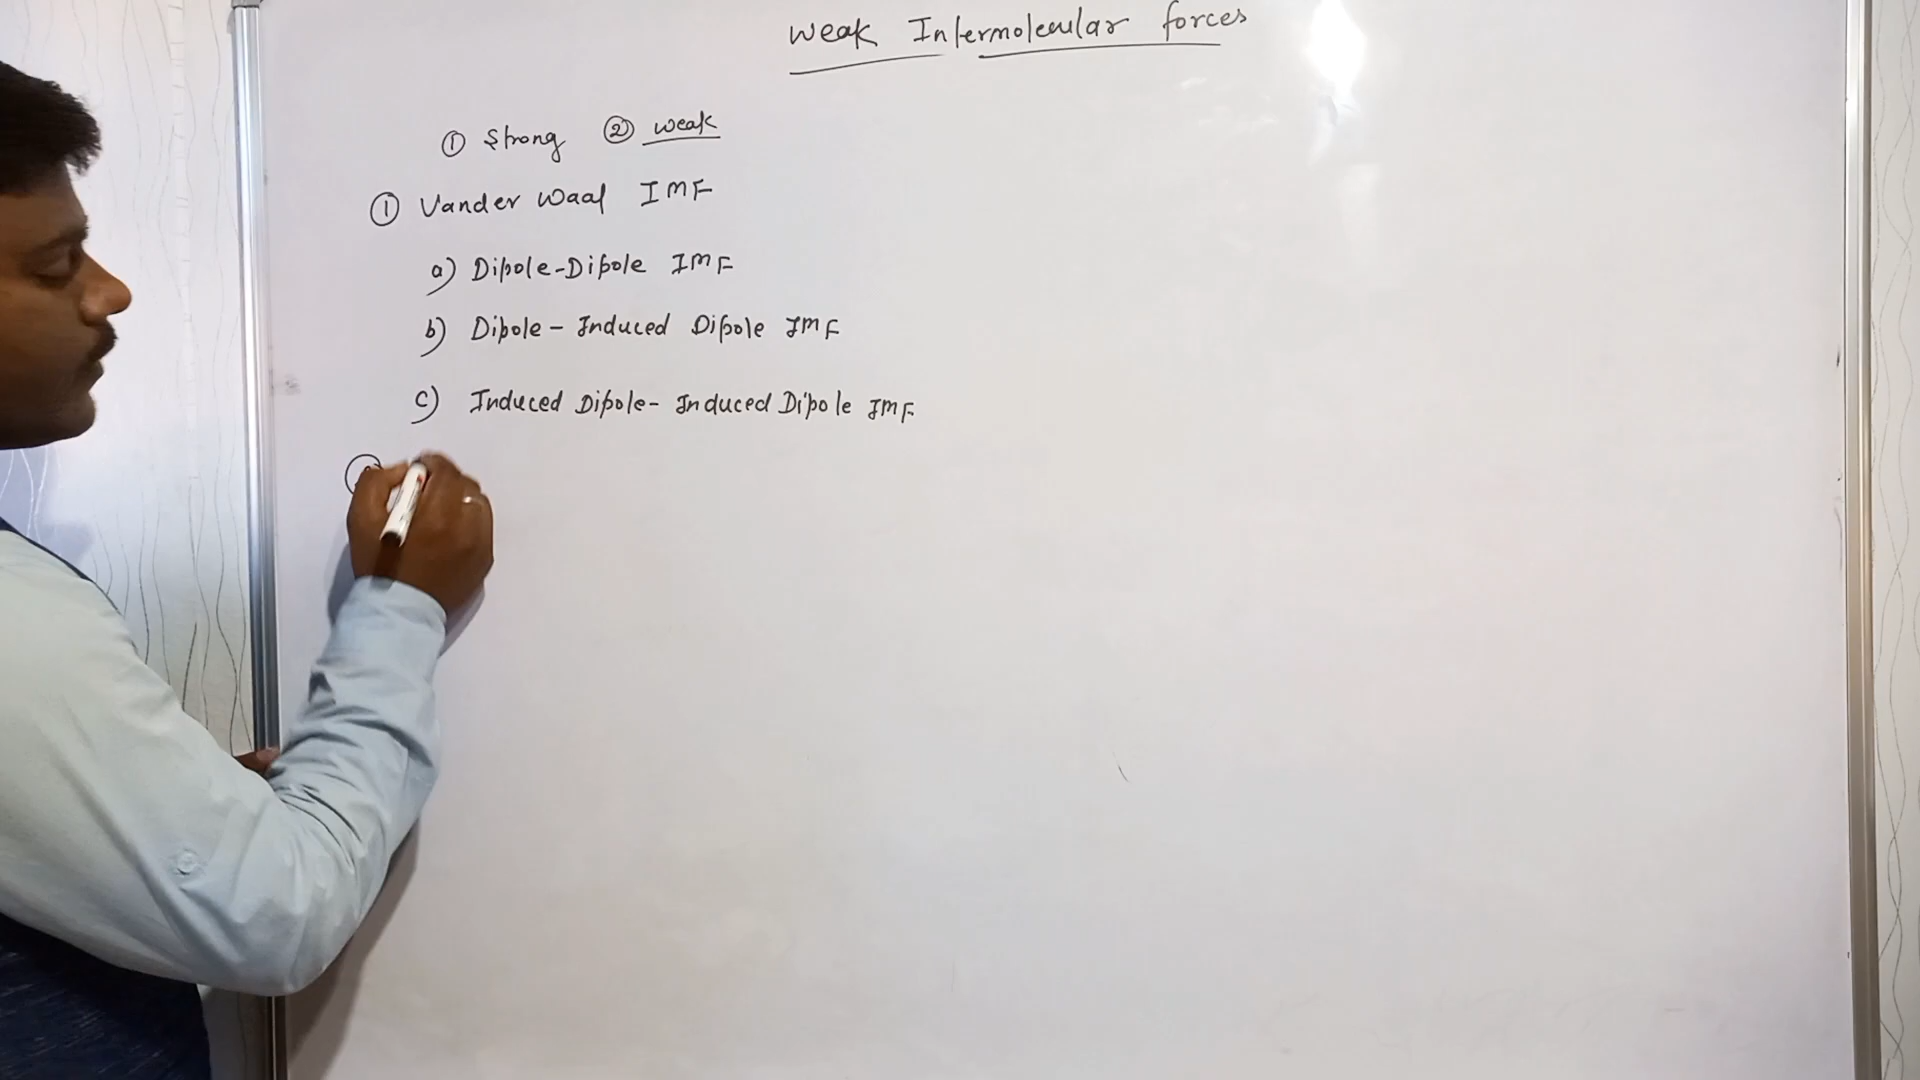 Weak Intermolecular forces
① Strong ② weak
① Vander Waal IMF
a) Dipole-Dipole IMF
b) Dipole - Induced Dipole IMF
c) Induced Dipole- Induced Dipole IMF